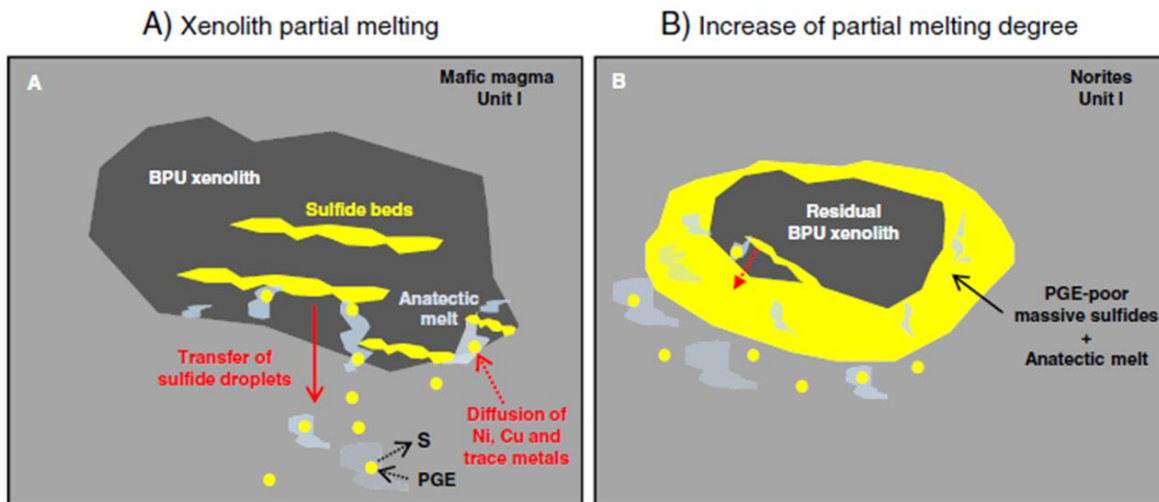 A) Xenolith partial melting
A
Mafic magma
Unit I
BPU xenolith
Sulfide beds
Anatectic
melt
Transfer of
sulfide droplets
Diffusion of
Ni, Cu and
trace metals
S
PGE
B) Increase of partial melting degree
B
Norites
Unit I
Residual
BPU xenolith
PGE-poor
massive sulfides
+
Anatectic melt